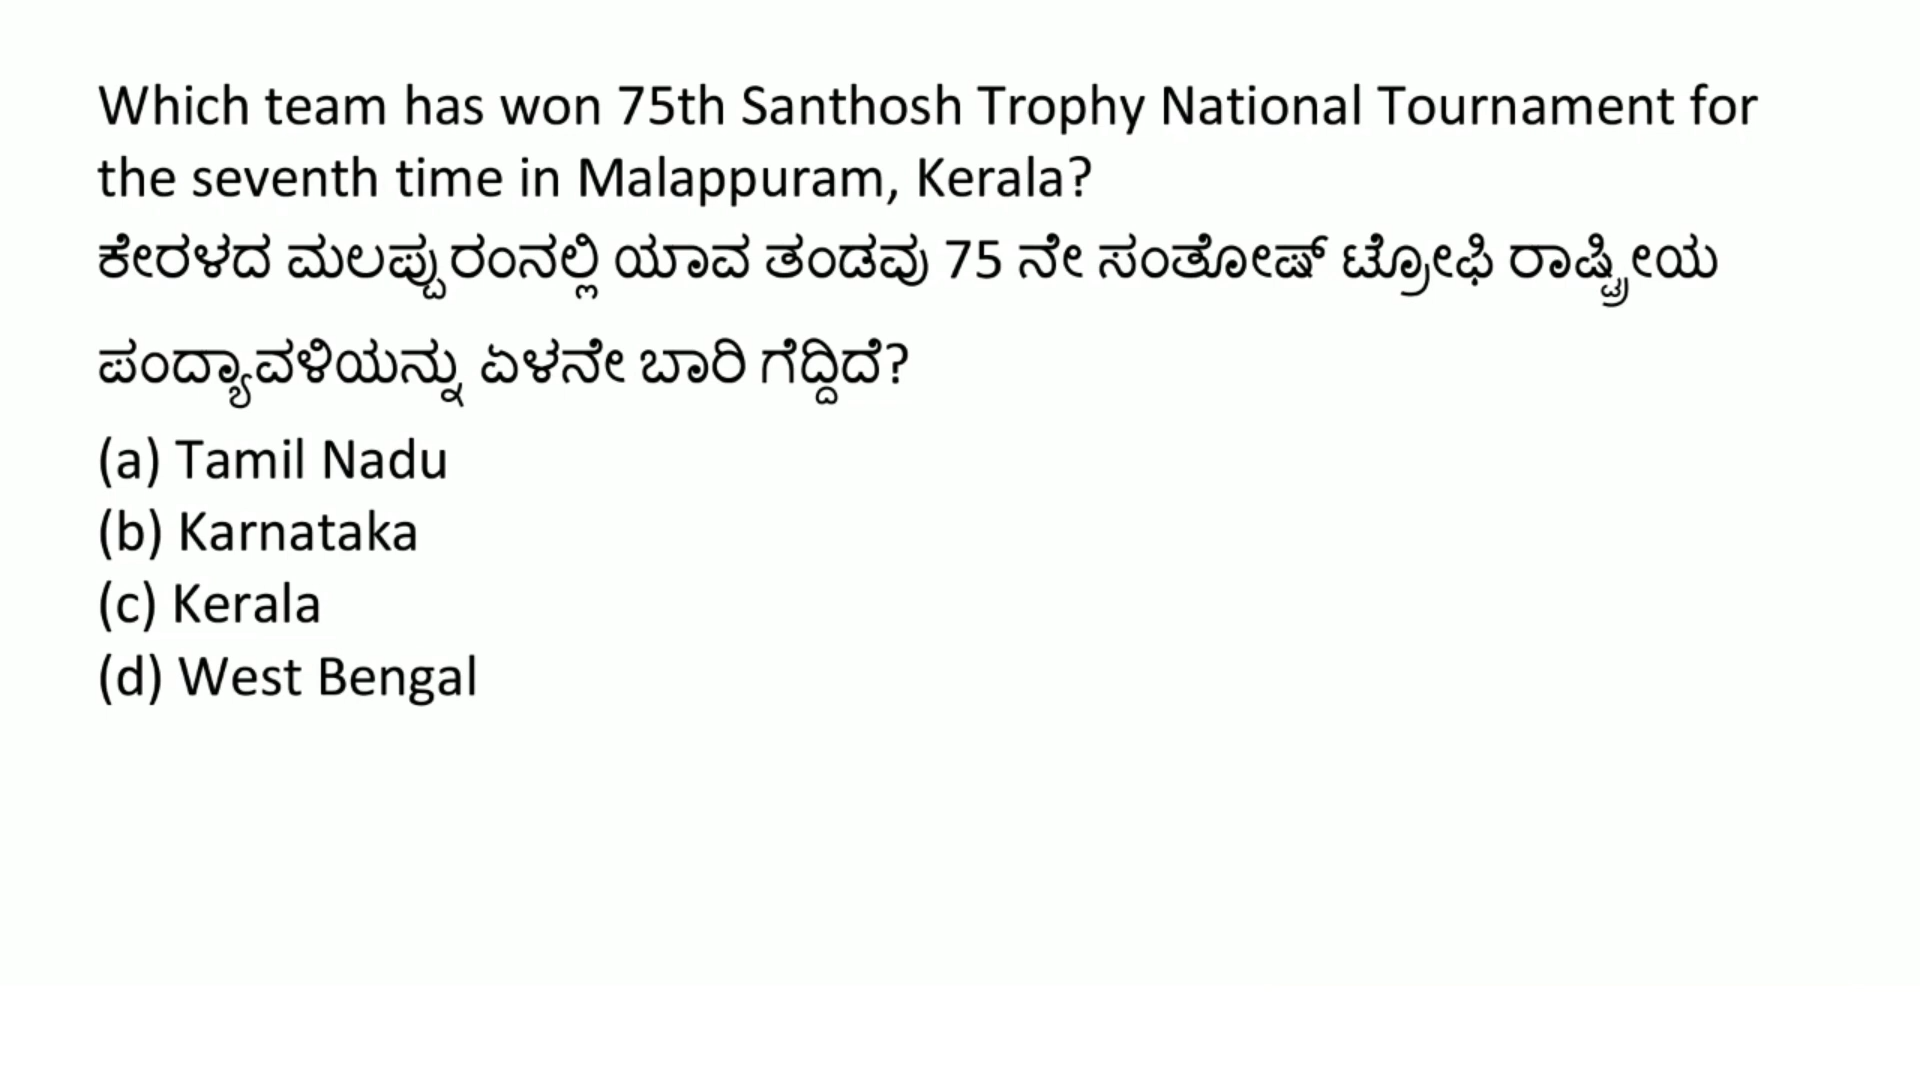 Which team has won 75th Santhosh Trophy National Tournament for
the seventh time in Malappuram, Kerala?
ಕೇರಳದ ಮಲಪ್ಪುರಂನಲ್ಲಿ ಯಾವ ತಂಡವು 75 ನೇ ಸಂತೋಷ್ ಟ್ರೋಫಿ ರಾಷ್ಟ್ರೀಯ
ಪಂದ್ಯಾವಳಿಯನ್ನು ಏಳನೇ ಬಾರಿ ಗೆದ್ದಿದೆ?
(a) Tamil Nadu
(b) Karnataka
(c) Kerala
(d) West Bengal